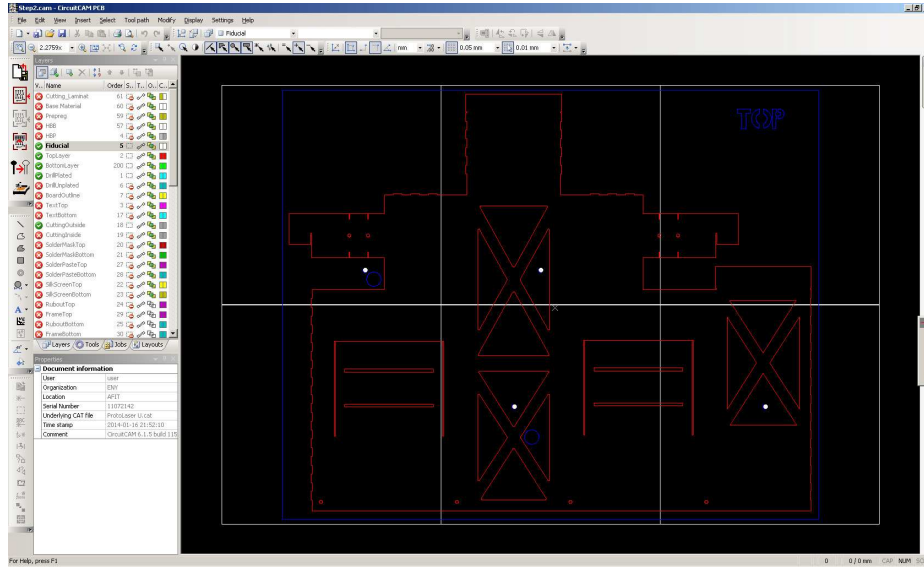 Step2.cam - CircuitCAM PCB
File Edit View Insert Select Tool path Modify Display Settings Help
Fiducial
2.2759x mm 0.05 mm 0.01 mm
Layers
V.. Name Order S.. T.. O.. C..
Cutting_Laminat 61
Base Material 60
Prepreg 59
HBB 57
HBP 4
Fiducial 5
TopLayer 2
BottomLayer 200
DrillPlated 1
DrillUnplated 6
BoardOutline 7
TextTop 3
TextBottom 17
CuttingOutside 18
CuttingInside 19
SolderMaskTop 20
SolderMaskBottom 21
SolderPasteTop 27
SolderPasteBottom 28
SilkScreenTop 22
SilkScreenBottom 23
RuboutTop 24
FrameTop 29
RuboutBottom 25
FrameBottom 30
Layers Tools Jobs Layouts
Properties
Document information
User user
Organization ENY
Location AFIT
Serial Number 11072142
Underlying CAT file ProtoLaser U.cat
Time stamp 2014-01-16 21:52:10
Comment CircuitCAM 6.1.5 build 115
TOP
For Help, press F1
0 0 / 0 mm CAP NUM